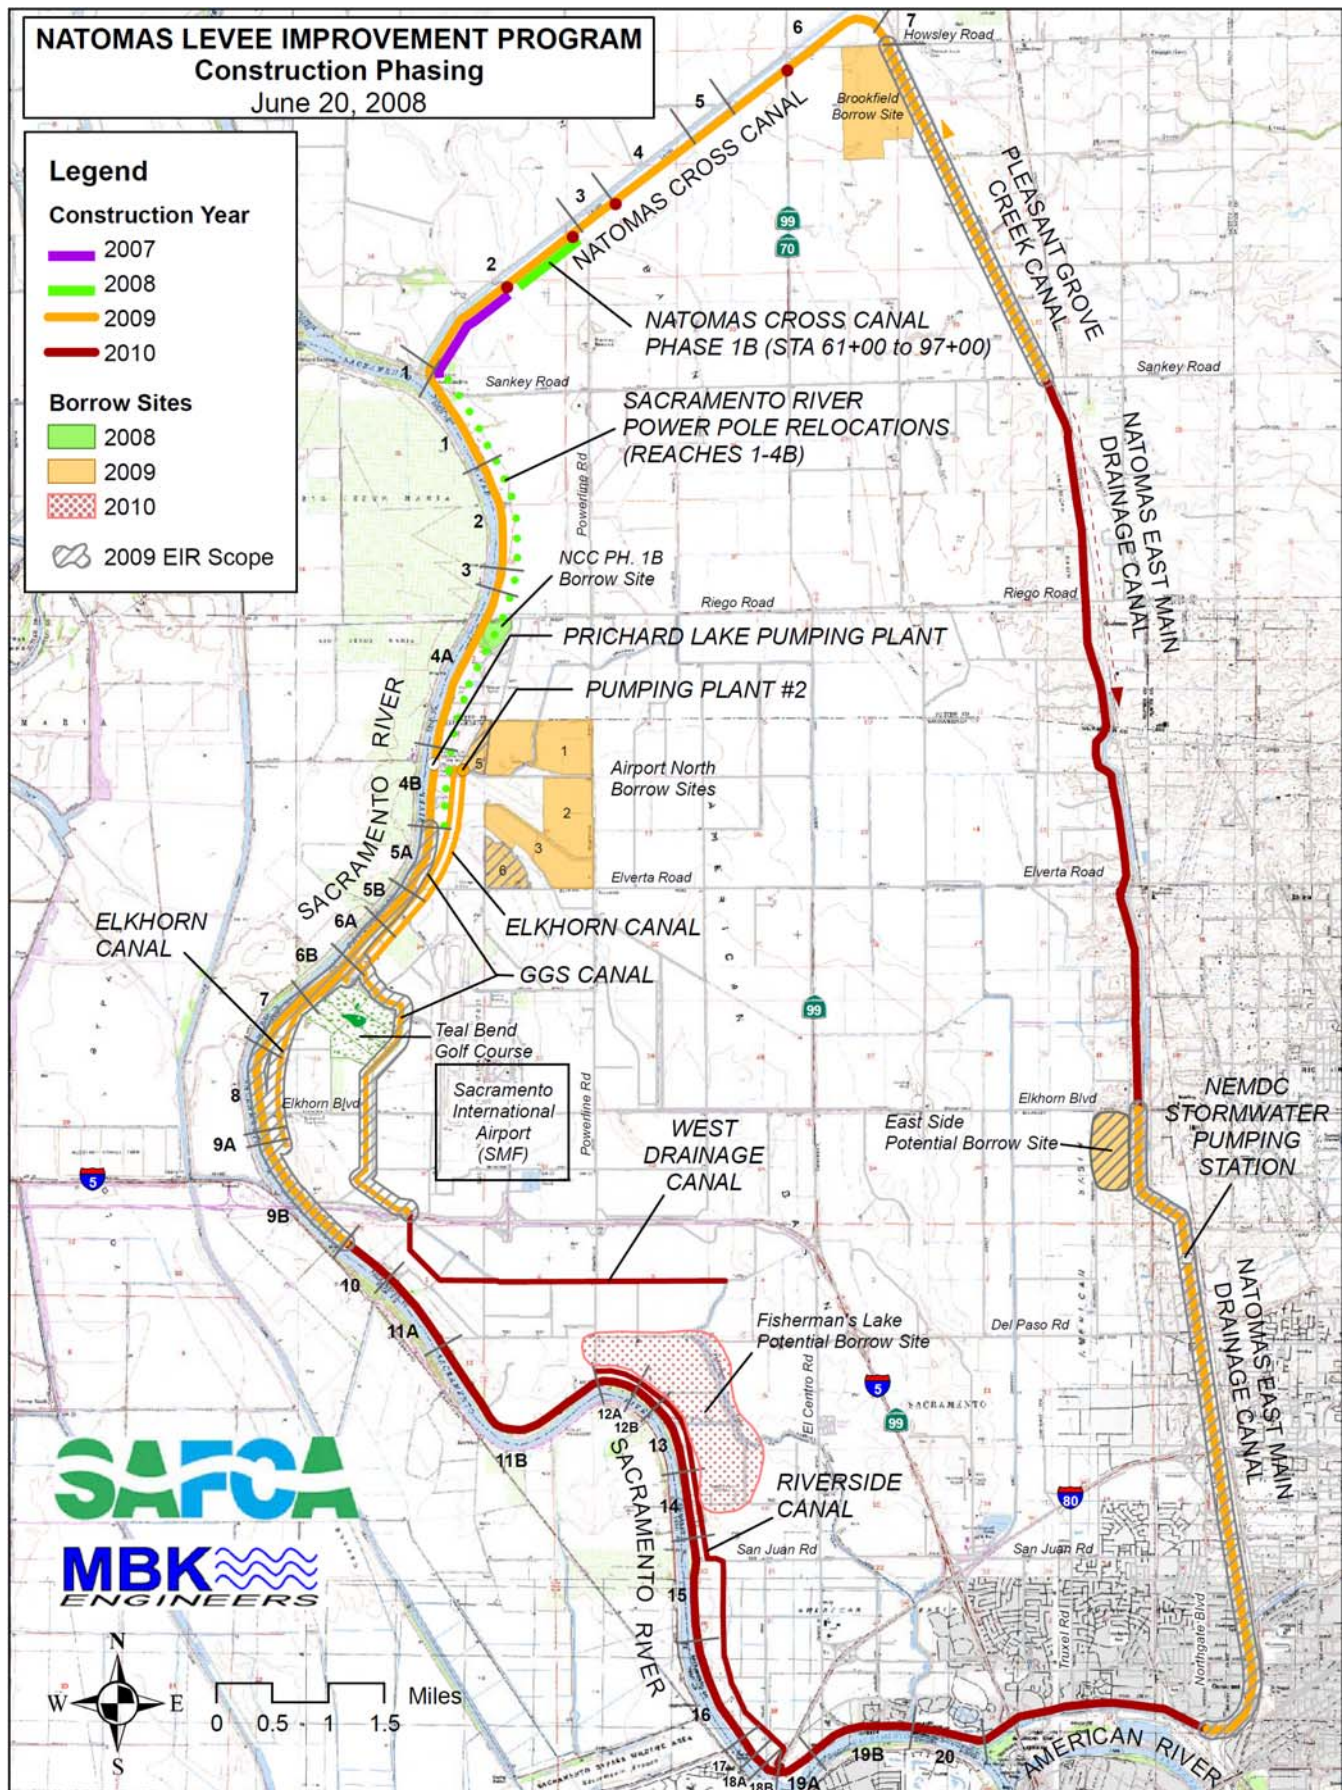 NATOMAS LEVEE IMPROVEMENT PROGRAM
Construction Phasing
June 20, 2008
Legend
Construction Year
2007
2008
2009
2010
Borrow Sites
2008
2009
2010
2009 EIR Scope
6
7
Howsley Road
Brookfield
Borrow Site
5
4
3
2
1
NATOMAS CROSS CANAL
99
70
PLEASANT GROVE
CREEK CANAL
NATOMAS CROSS CANAL
PHASE 1B (STA 61+00 to 97+00)
Sankey Road
Sankey Road
SACRAMENTO RIVER
POWER POLE RELOCATIONS
(REACHES 1-4B)
Powerline Rd
NATOMAS EAST MAIN
DRAINAGE CANAL
1
2
3
NCC PH. 1B
Borrow Site
Riego Road
Riego Road
PRICHARD LAKE PUMPING PLANT
4A
PUMPING PLANT #2
SACRAMENTO RIVER
4B
5
1
2
3
6
Airport North
Borrow Sites
5A
5B
6A
6B
Elverta Road
Elverta Road
ELKHORN
CANAL
ELKHORN CANAL
GGS CANAL
7
99
Teal Bend
Golf Course
8
Elkhorn Blvd
Sacramento
International
Airport
(SMF)
Powerline Rd
Elkhorn Blvd
East Side
Potential Borrow Site
NEMDC
STORMWATER
PUMPING
STATION
9A
5
WEST
DRAINAGE
CANAL
9B
10
11A
Fisherman's Lake
Potential Borrow Site
Del Paso Rd
NATOMAS EAST MAIN
DRAINAGE CANAL
El Centro Rd
5
99
SACRAMENTO
12A
12B
13
11B
SAFCA
RIVERSIDE
CANAL
80
14
San Juan Rd
San Juan Rd
MBK
ENGINEERS
SACRAMENTO RIVER
15
Truxel Rd
Northgate Blvd
N
W
E
S
0 0.5 1 1.5 Miles
16
17
18A
18B
19A
19B
20
AMERICAN RIVER